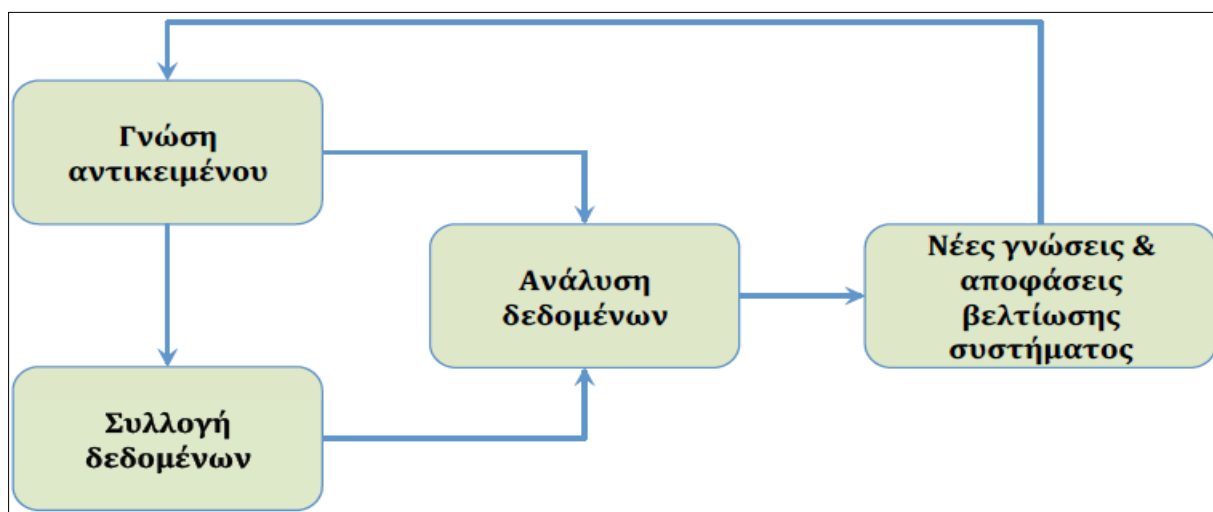 Γνώση
αντικειμένου
Συλλογή
δεδομένων
Ανάλυση
δεδομένων
Νέες γνώσεις &
αποφάσεις
βελτίωσης
συστήματος